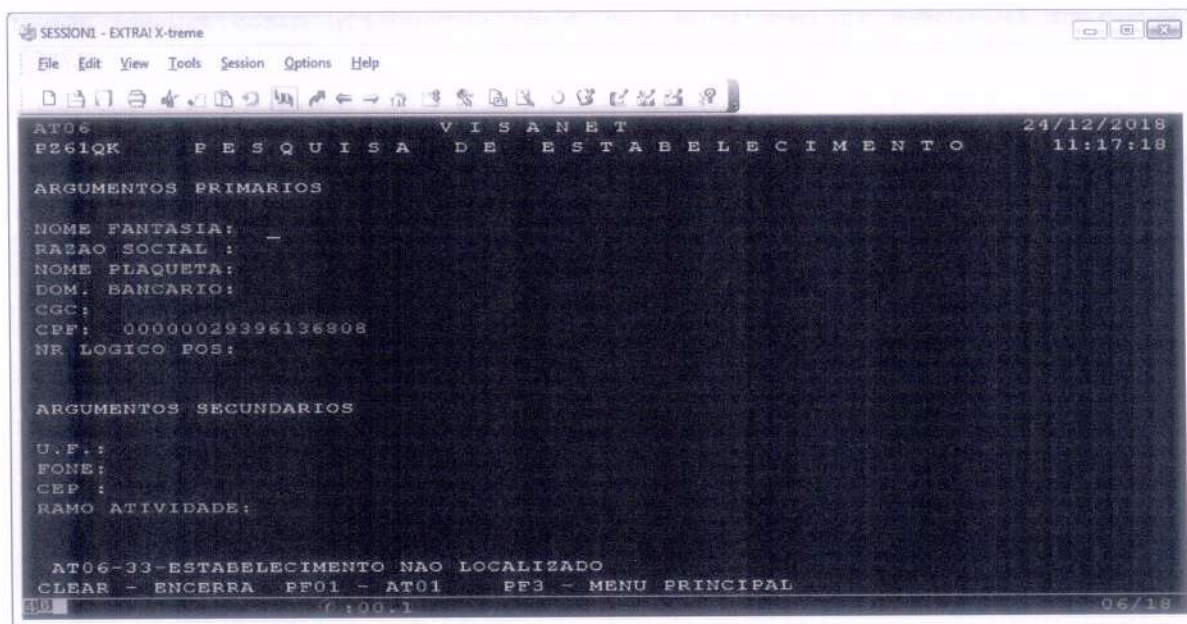 SESSION1 - EXTRA! X-treme
File Edit View Tools Session Options Help
AT06 V I S A N E T 24/12/2018
PZ61QK P E S Q U I S A D E E S T A B E L E C I M E N T O 11:17:18
ARGUMENTOS PRIMARIOS
NOME FANTASIA: _
RAZAO SOCIAL :
NOME PLAQUETA:
DOM. BANCARIO:
CGC:
CPF: 00000029396136808
NR LOGICO POS:
ARGUMENTOS SECUNDARIOS
U.F.:
FONE:
CEP :
RAMO ATIVIDADE:
AT06-33-ESTABELECIMENTO NAO LOCALIZADO
CLEAR - ENCERRA PF01 - AT01 PF3 - MENU PRINCIPAL
:00.1 06/18